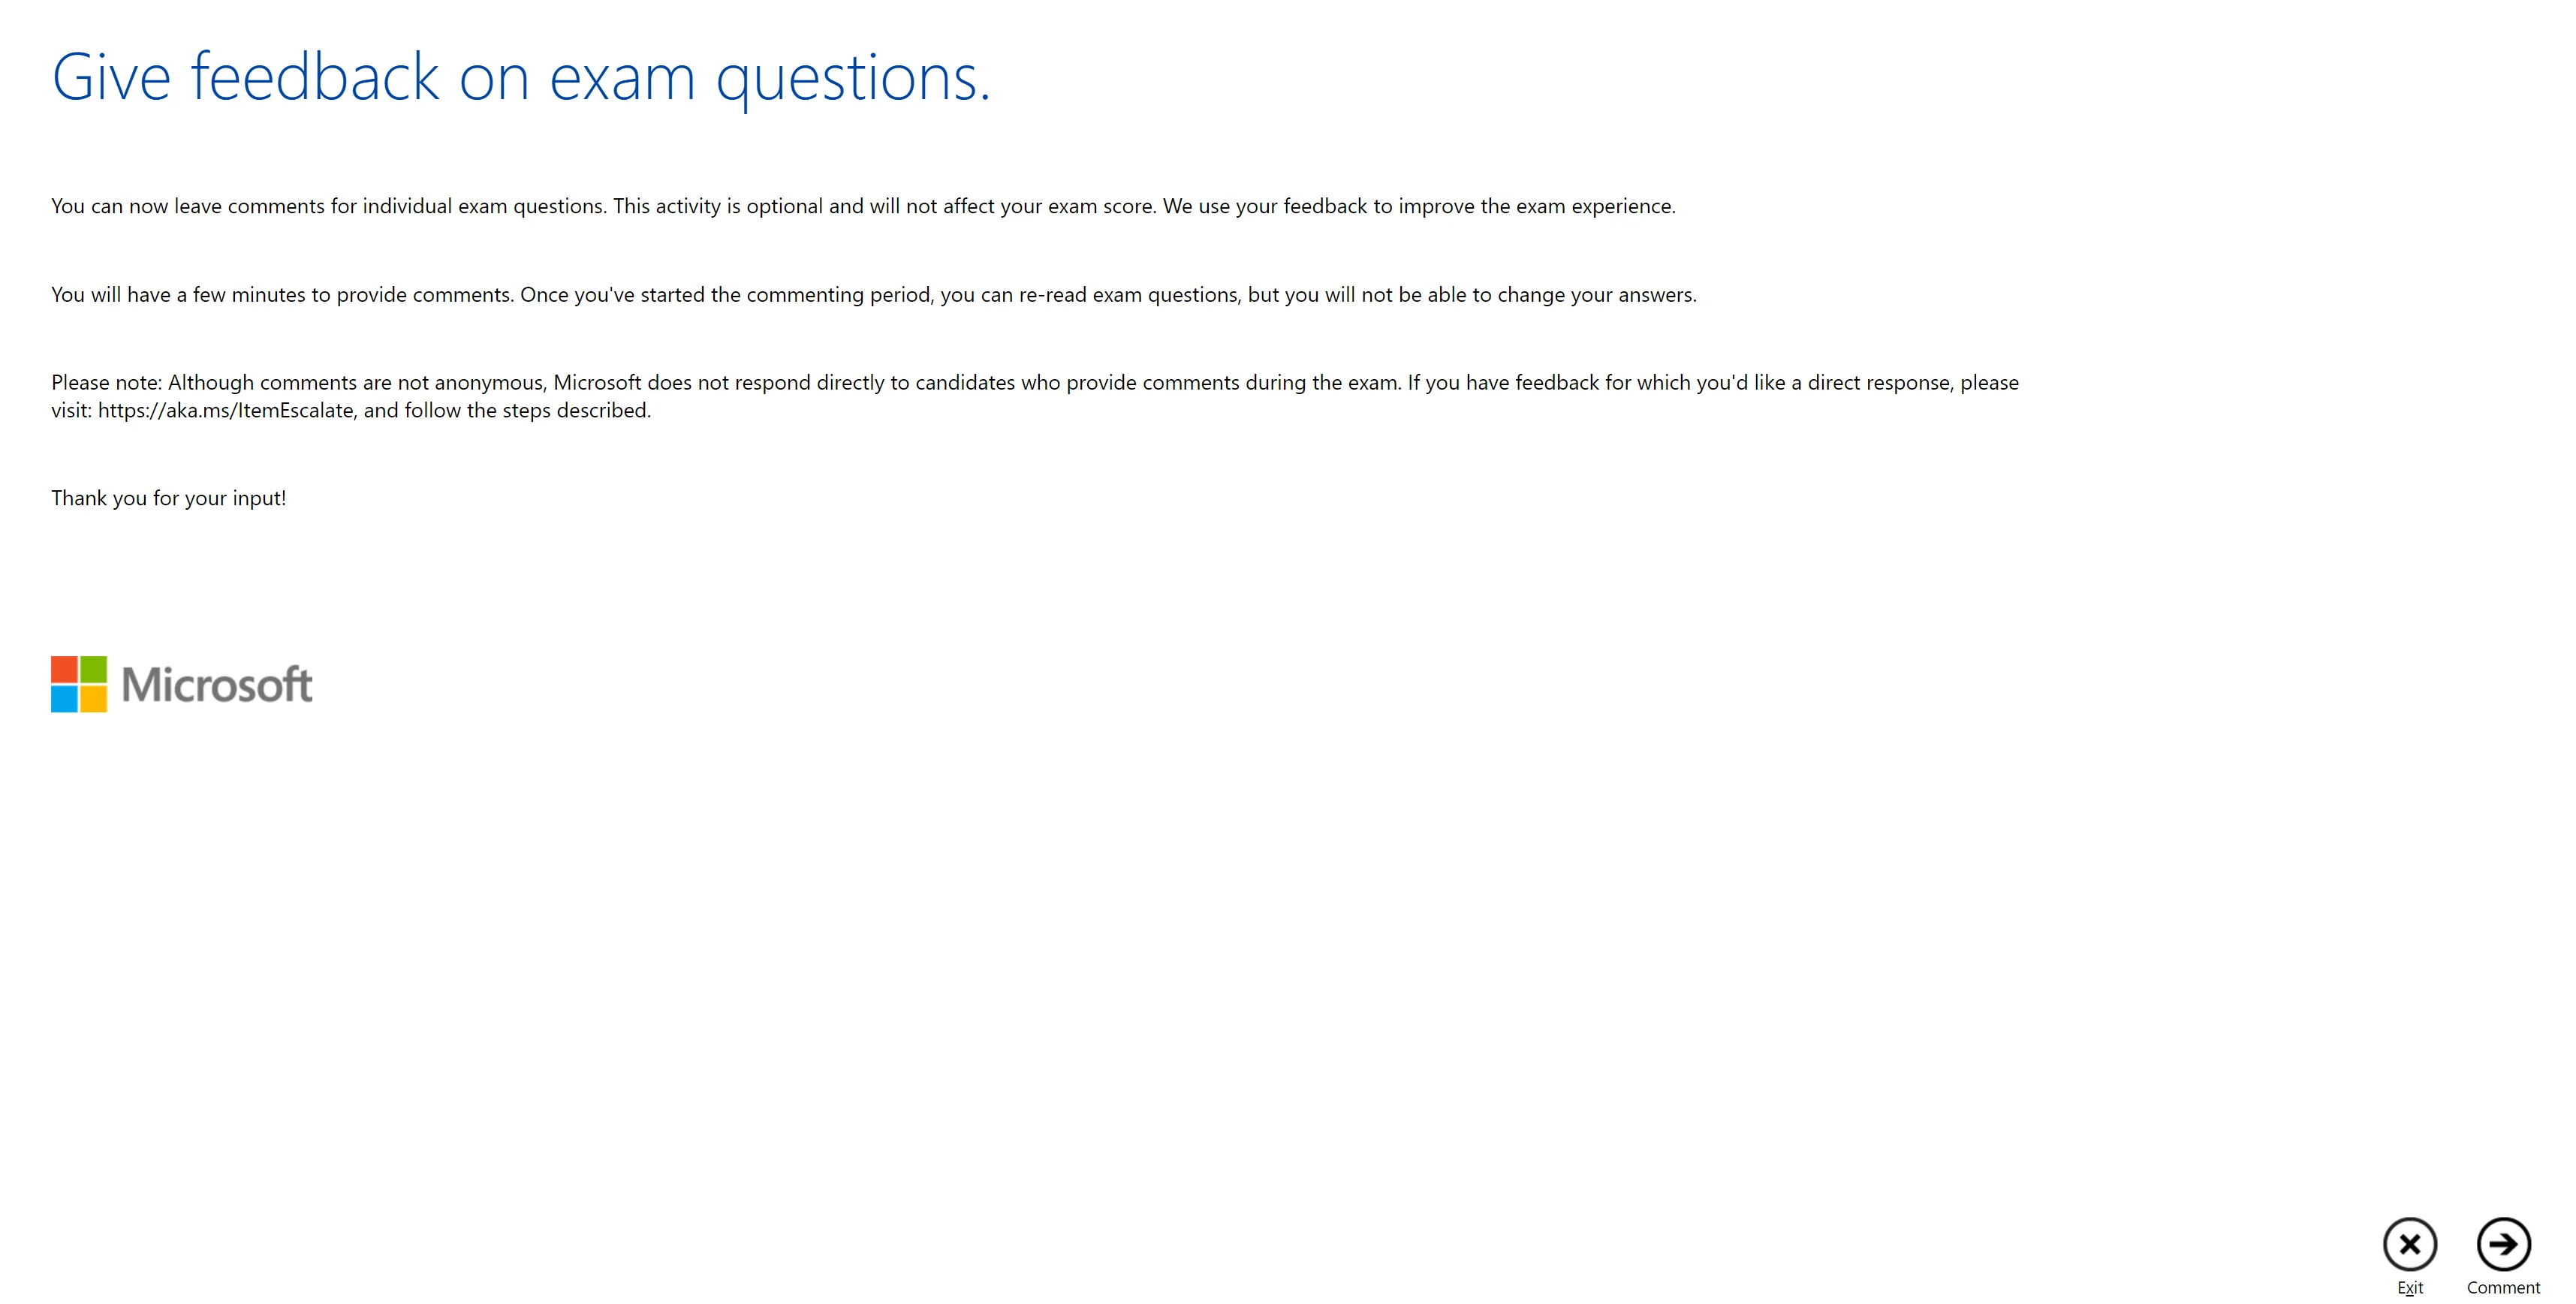 Give feedback on exam questions.
You can now leave comments for individual exam questions. This activity is optional and will not affect your exam score. We use your feedback to improve the exam experience.
You will have a few minutes to provide comments. Once you've started the commenting period, you can re-read exam questions, but you will not be able to change your answers.
Please note: Although comments are not anonymous, Microsoft does not respond directly to candidates who provide comments during the exam. If you have feedback for which you'd like a direct response, please
visit: https://aka.ms/ItemEscalate, and follow the steps described.
Thank you for your input!
Microsoft
Exit
Comment